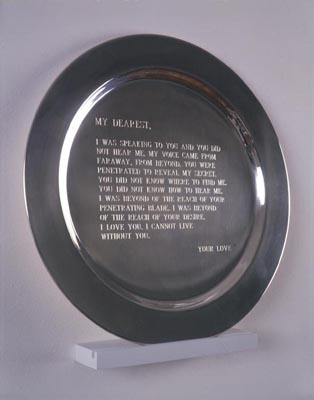 MY DEAREST,
I WAS SPEAKING TO YOU AND YOU DID
NOT HEAR ME. MY VOICE CAME FROM
FARAWAY, FROM BEYOND. YOU WERE
PENETRATED TO REVEAL MY SECRET.
YOU DID NOT KNOW WHERE TO FIND ME.
YOU DID NOT KNOW HOW TO HEAR ME.
I WAS BEYOND OF THE REACH OF YOUR
PENETRATING BLADE. I WAS BEYOND
OF THE REACH OF YOUR DESIRE.
I LOVE YOU, I CANNOT LIVE
WITHOUT YOU.
YOUR LOVE